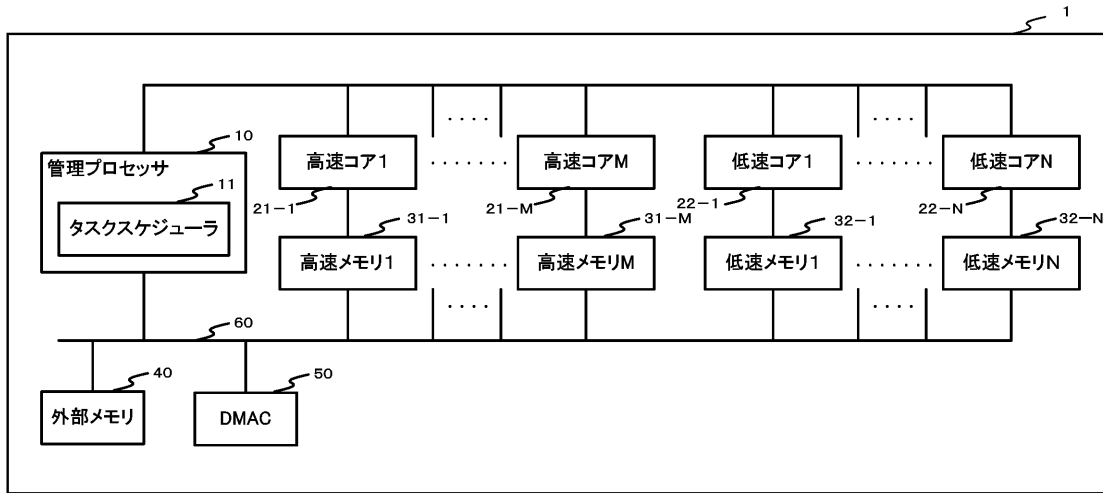 1
10
管理プロセッサ
11
タスクスケジューラ
高速コア1
‥‥
・・・・・・・
高速コアM
低速コア1
‥‥
・・・・・・・
低速コアN
21-1
21-M
22-1
22-N
31-1
31-M
32-1
32-N
高速メモリ1
・・・・・・・
‥‥
高速メモリM
低速メモリ1
・・・・・・・
‥‥
低速メモリN
60
40
外部メモリ
50
DMAC